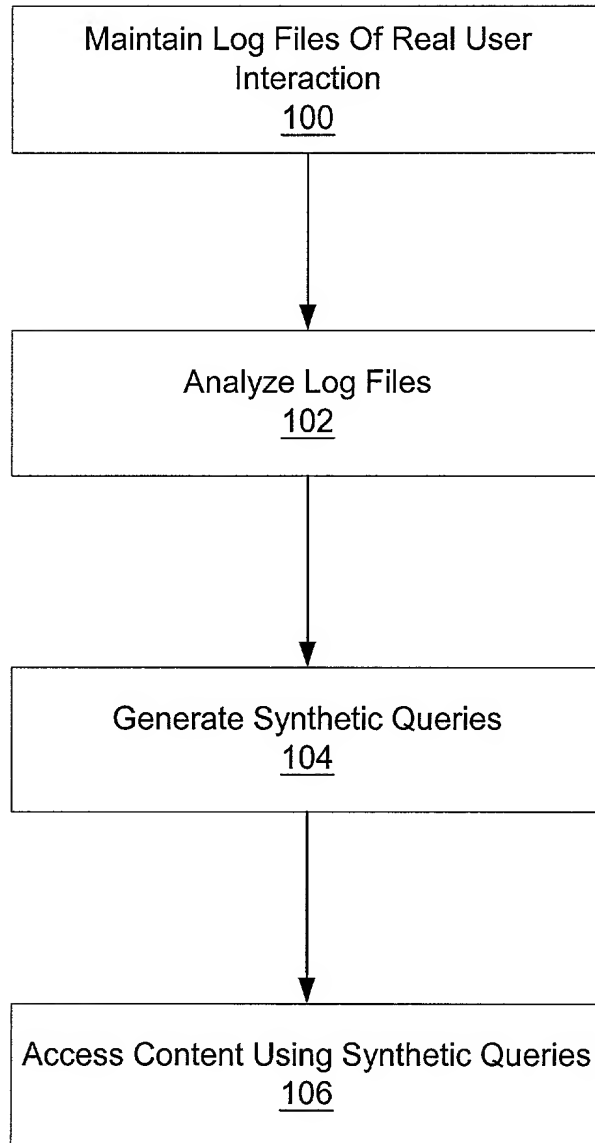 Maintain Log Files Of Real User
Interaction
100
Analyze Log Files
102
Generate Synthetic Queries
104
Access Content Using Synthetic Queries
106